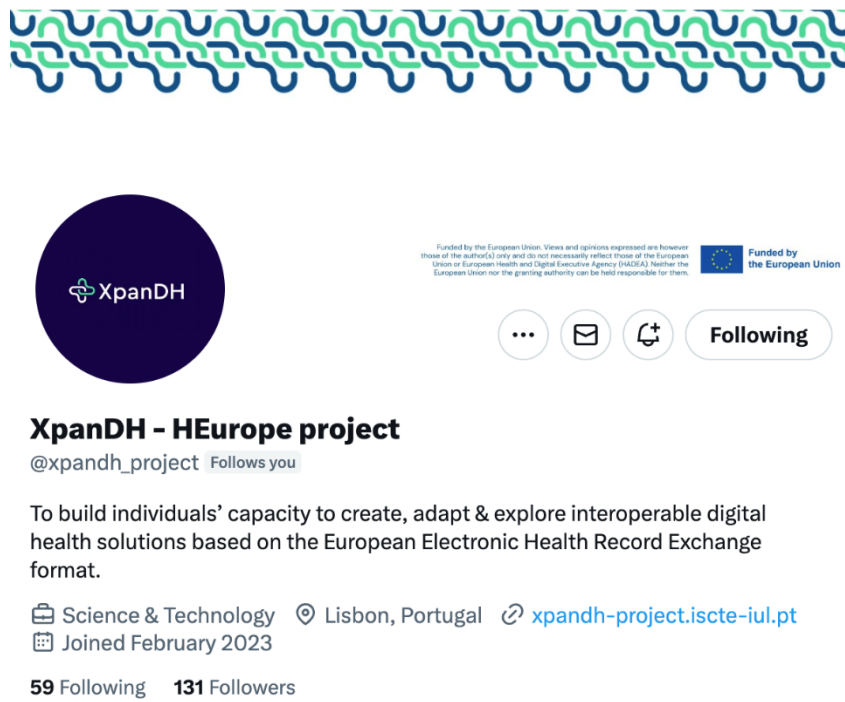 XpanDH
Funded by the European Union. Views and opinions expressed are however
those of the author(s) only and do not necessarily reflect those of the European
Union or European Health and Digital Executive Agency (HADEA). Neither the
European Union nor the granting authority can be held responsible for them.
Funded by
the European Union
Following
XpanDH - HEurope project
@xpandh_project Follows you
To build individuals’ capacity to create, adapt & explore interoperable digital
health solutions based on the European Electronic Health Record Exchange
format.
Science & Technology Lisbon, Portugal xpandh-project.iscte-iul.pt
Joined February 2023
59 Following 131 Followers